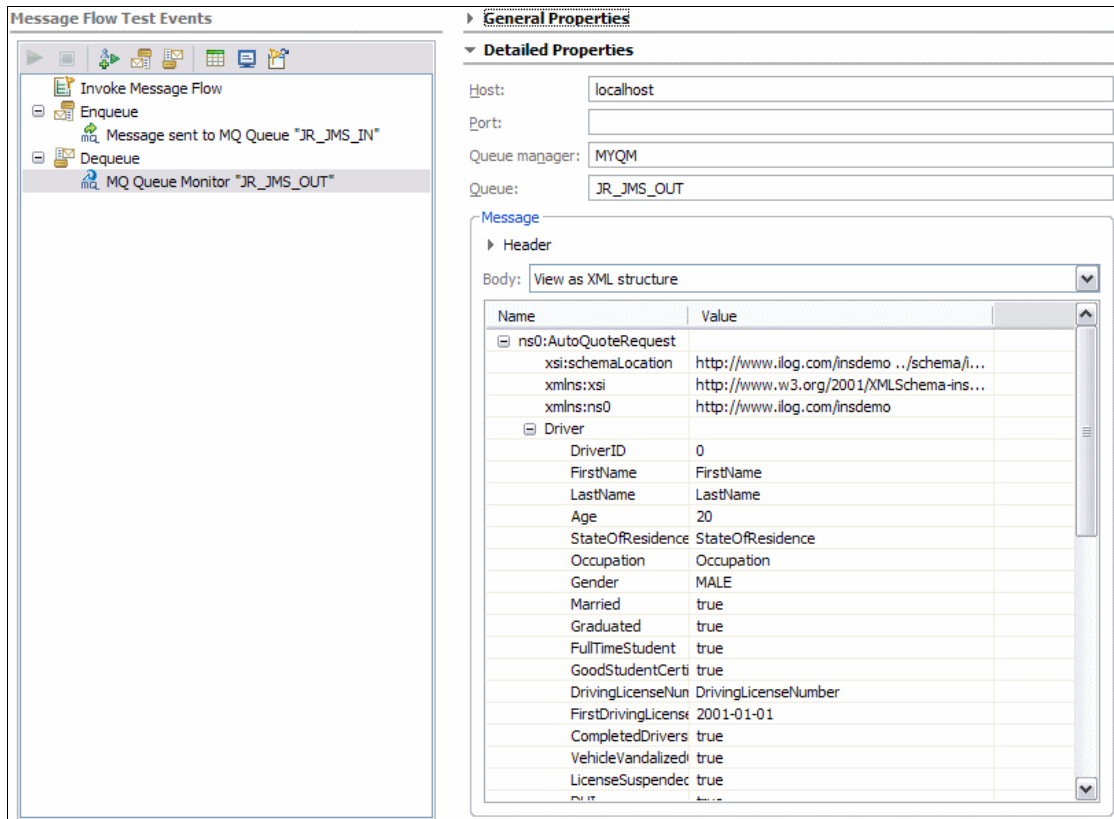 Message Flow Test Events
Invoke Message Flow
Enqueue
Message sent to MQ Queue "JR_JMS_IN"
Dequeue
MQ Queue Monitor "JR_JMS_OUT"
General Properties
Detailed Properties
Host: localhost
Port:
Queue manager: MYQM
Queue: JR_JMS_OUT
Message
Header
Body: View as XML structure
Name Value
ns0:AutoQuoteRequest
xsi:schemaLocation http://www.ilog.com/insdemo ../schema/i...
xmlns:xsi http://www.w3.org/2001/XMLSchema-ins...
xmlns:ns0 http://www.ilog.com/insdemo
Driver
DriverID 0
FirstName FirstName
LastName LastName
Age 20
StateOfResidence StateOfResidence
Occupation Occupation
Gender MALE
Married true
Graduated true
FullTimeStudent true
GoodStudentCerti true
DrivingLicenseNum DrivingLicenseNumber
FirstDrivingLicense 2001-01-01
CompletedDrivers true
VehicleVandalized true
LicenseSuspended true
DUI true